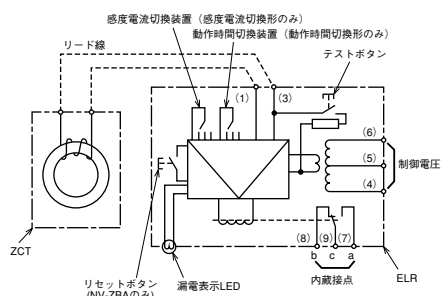 感度電流切換装置(感度電流切換形のみ)
動作時間切換装置(動作時間切換形のみ)
リード線
テストボタン
(1)
(3)
(6)
(5)
制御電圧
(4)
(8)
(9)
(7)
b
c
a
ZCT
ELR
リセットボタン
(NV-ZBAのみ)
漏電表示LED
内蔵接点